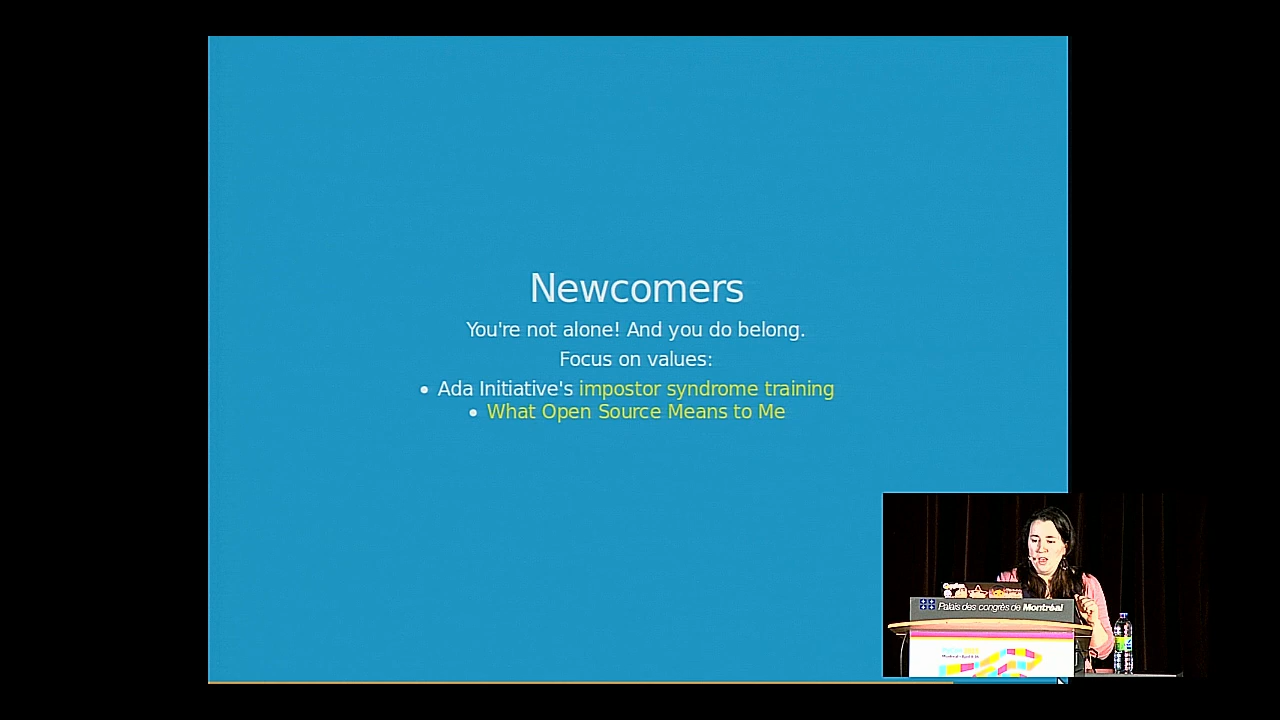 Newcomers
You're not alone! And you do belong.
Focus on values:
• Ada Initiative's impostor syndrome training
• What Open Source Means to Me
Palais des congrès de Montréal